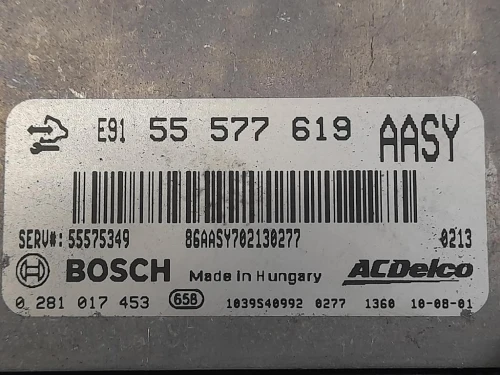 E91 55 577 619 AASY
SERV#: 55575349 86AASY702130277 0213
BOSCH Made in Hungary ACDelco
0 281 017 453 658 1039S40992 0277 1360 10-08-01